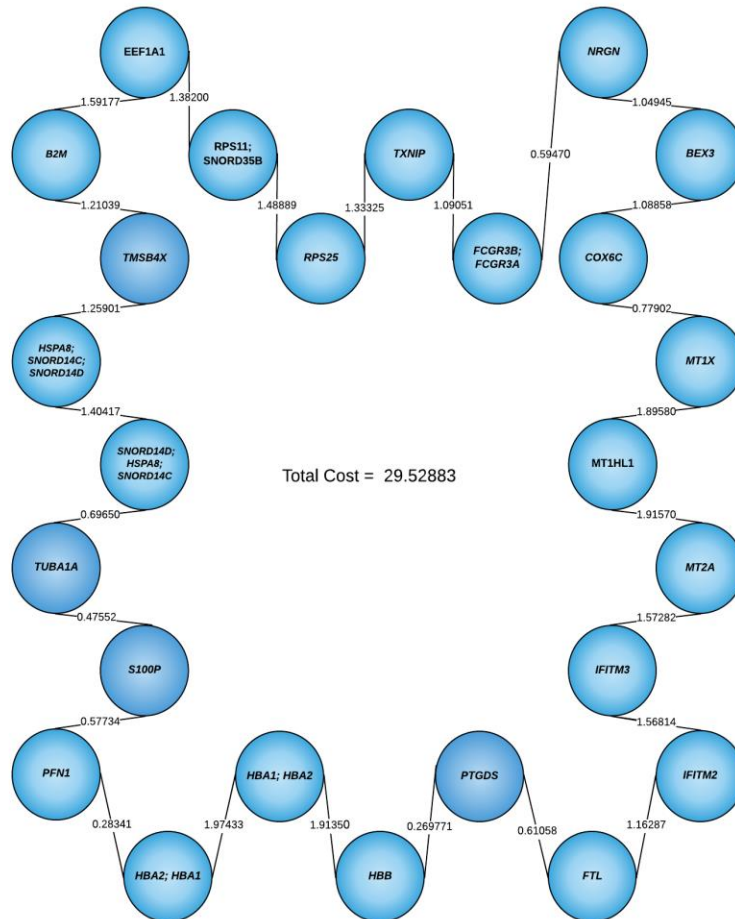 EEF1A1
NRGN
1.59177
1.38200
1.04945
B2M
RPS11;
SNORD35B
TXNIP
0.59470
BEX3
1.21039
1.48889
1.33325
1.09051
1.08858
TMSB4X
RPS25
FCGR3B;
FCGR3A
COX6C
1.25901
0.77902
HSPA8;
SNORD14C;
SNORD14D
MT1X
1.40417
1.89580
SNORD14D;
HSPA8;
SNORD14C
Total Cost = 29.52883
MT1HL1
0.69650
1.91570
TUBA1A
MT2A
0.47552
1.57282
S100P
IFITM3
0.57734
1.56814
PFN1
HBA1; HBA2
PTGDS
IFITM2
0.28341
1.97433
1.91350
0.269771
0.61058
1.16287
HBA2; HBA1
HBB
FTL